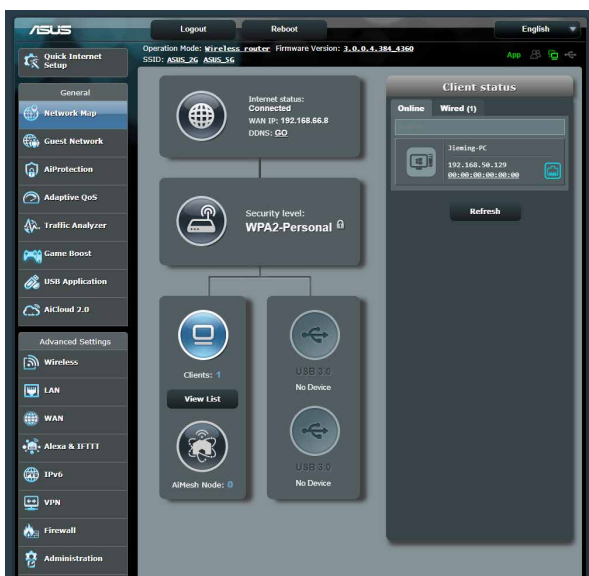 ASUS
Logout
Reboot
English
Quick Internet
Setup
Operation Mode: Wireless router Firmware Version: 3.0.0.4.384_4360
SSID: ASUS_2G ASUS_5G
App
General
Network Map
Guest Network
AiProtection
Adaptive QoS
Traffic Analyzer
Game Boost
USB Application
AiCloud 2.0
Advanced Settings
Wireless
LAN
WAN
Alexa & IFTTT
IPv6
VPN
Firewall
Administration
Internet status:
Connected
WAN IP: 192.168.66.8
DDNS: GO
Security level:
WPA2-Personal
Clients: 1
View List
AiMesh Node: 0
USB 3.0
No Device
USB 3.0
No Device
Client status
Online Wired (1)
Jieming-PC
192.168.50.129
00:00:00:00:00:00
Refresh